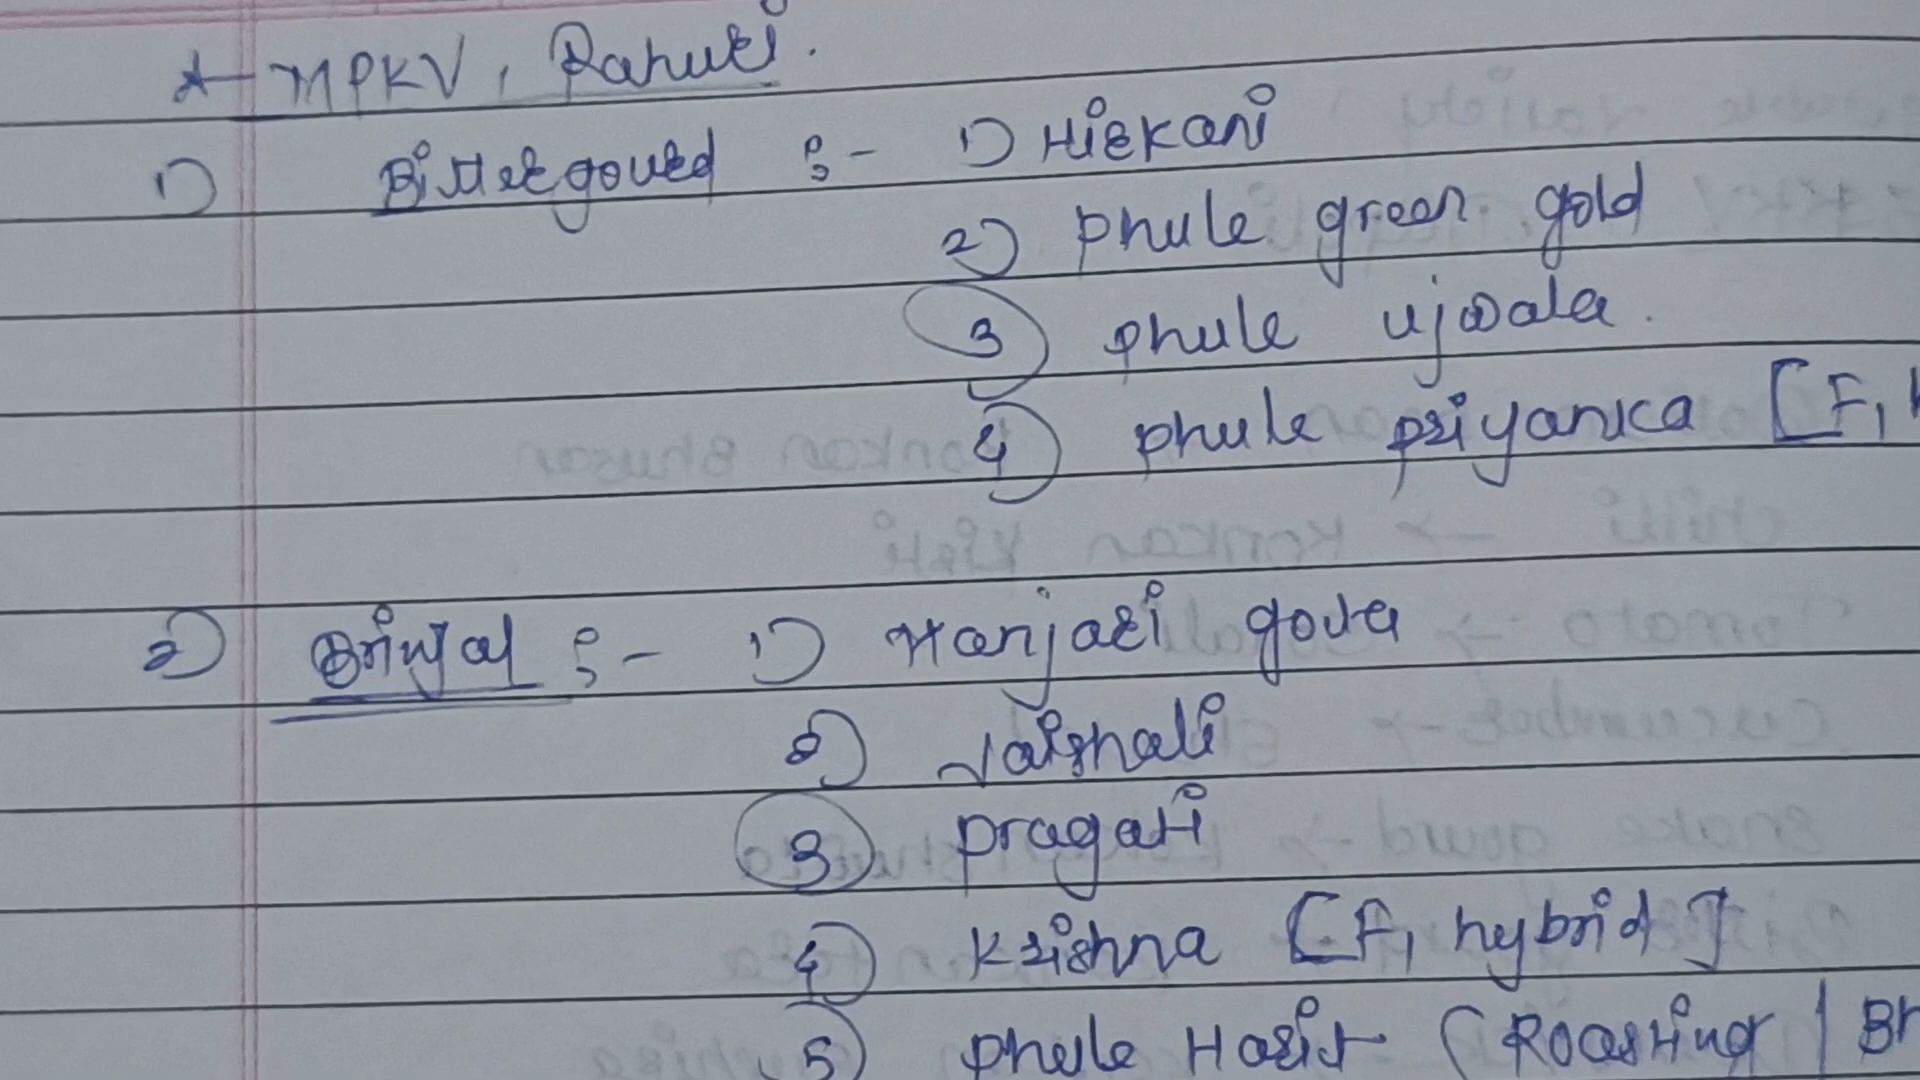 ★ MPKV, Rahuri.
1) Bittergourd :- 1) Hirkani
2) phule green gold
3) phule ujwala.
4) phule priyanka [F1
2) Brinjal :- 1) Manjari gota
2) Vaishali
3) pragati
4) Krishna [F1 hybrid]
5) phule Harit (Roasting |